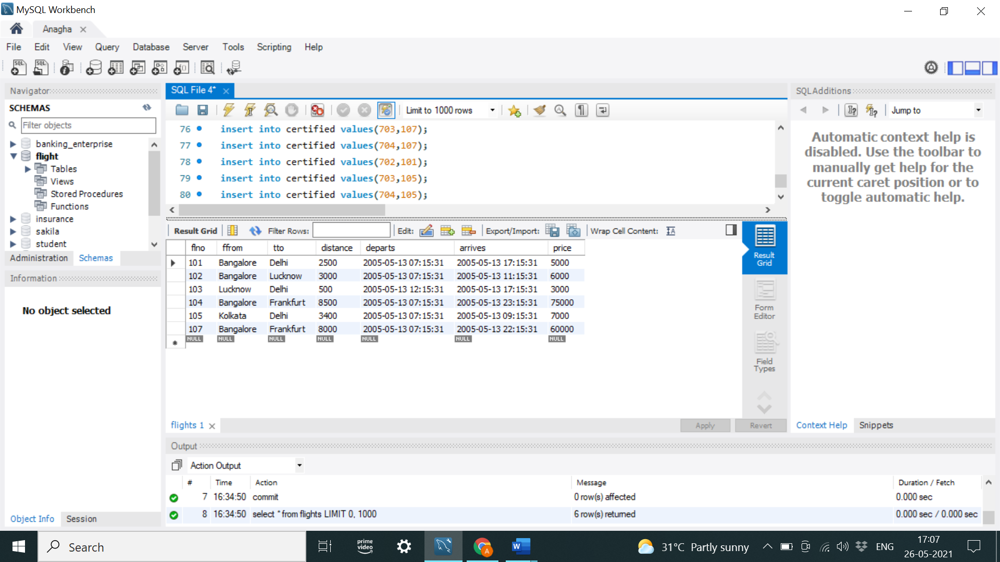 MySQL Workbench
Anagha
File Edit View Query Database Server Tools Scripting Help
Navigator
SCHEMAS
Filter objects
banking_enterprise
flight
Tables
Views
Stored Procedures
Functions
insurance
sakila
student
Administration Schemas
Information
No object selected
Object Info Session
SQL File 4*
Limit to 1000 rows
76 insert into certified values(703,107);
77 insert into certified values(704,107);
78 insert into certified values(702,101);
79 insert into certified values(703,105);
80 insert into certified values(704,105);
Result Grid Filter Rows: Edit: Export/Import: Wrap Cell Content:
flno ffrom tto distance departs arrives price
101 Bangalore Delhi 2500 2005-05-13 07:15:31 2005-05-13 17:15:31 5000
102 Bangalore Lucknow 3000 2005-05-13 07:15:31 2005-05-13 11:15:31 6000
103 Lucknow Delhi 500 2005-05-13 12:15:31 2005-05-13 17:15:31 3000
104 Bangalore Frankfurt 8500 2005-05-13 07:15:31 2005-05-13 23:15:31 75000
105 Kolkata Delhi 3400 2005-05-13 07:15:31 2005-05-13 09:15:31 7000
107 Bangalore Frankfurt 8000 2005-05-13 07:15:31 2005-05-13 22:15:31 60000
NULL NULL NULL NULL NULL NULL NULL
Result
Grid
Form
Editor
Field
Types
flights 1
Apply Revert
SQLAdditions
Jump to
Automatic context help is
disabled. Use the toolbar to
manually get help for the
current caret position or to
toggle automatic help.
Context Help Snippets
Output
Action Output
# Time Action Message Duration / Fetch
7 16:34:50 commit 0 row(s) affected 0.000 sec
8 16:34:50 select * from flights LIMIT 0, 1000 6 row(s) returned 0.000 sec / 0.000 sec
Search
prime
video
A
W
31°C Partly sunny
ENG
17:07
26-05-2021